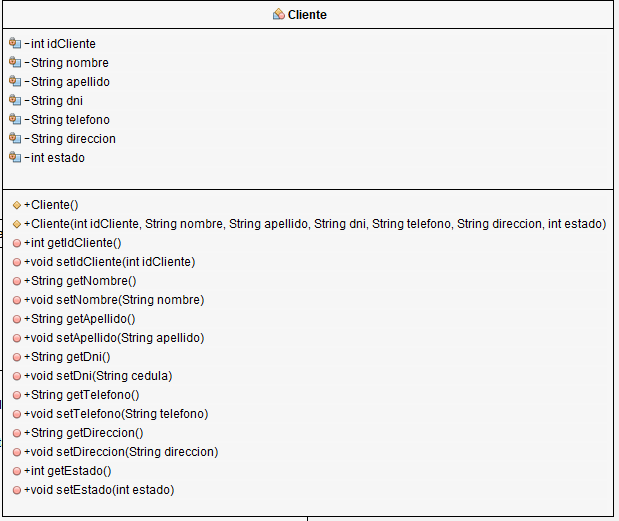 Cliente
-int idCliente
-String nombre
-String apellido
-String dni
-String telefono
-String direccion
-int estado
+Cliente()
+Cliente(int idCliente, String nombre, String apellido, String dni, String telefono, String direccion, int estado)
+int getIdCliente()
+void setIdCliente(int idCliente)
+String getNombre()
+void setNombre(String nombre)
+String getApellido()
+void setApellido(String apellido)
+String getDni()
+void setDni(String cedula)
+String getTelefono()
+void setTelefono(String telefono)
+String getDireccion()
+void setDireccion(String direccion)
+int getEstado()
+void setEstado(int estado)